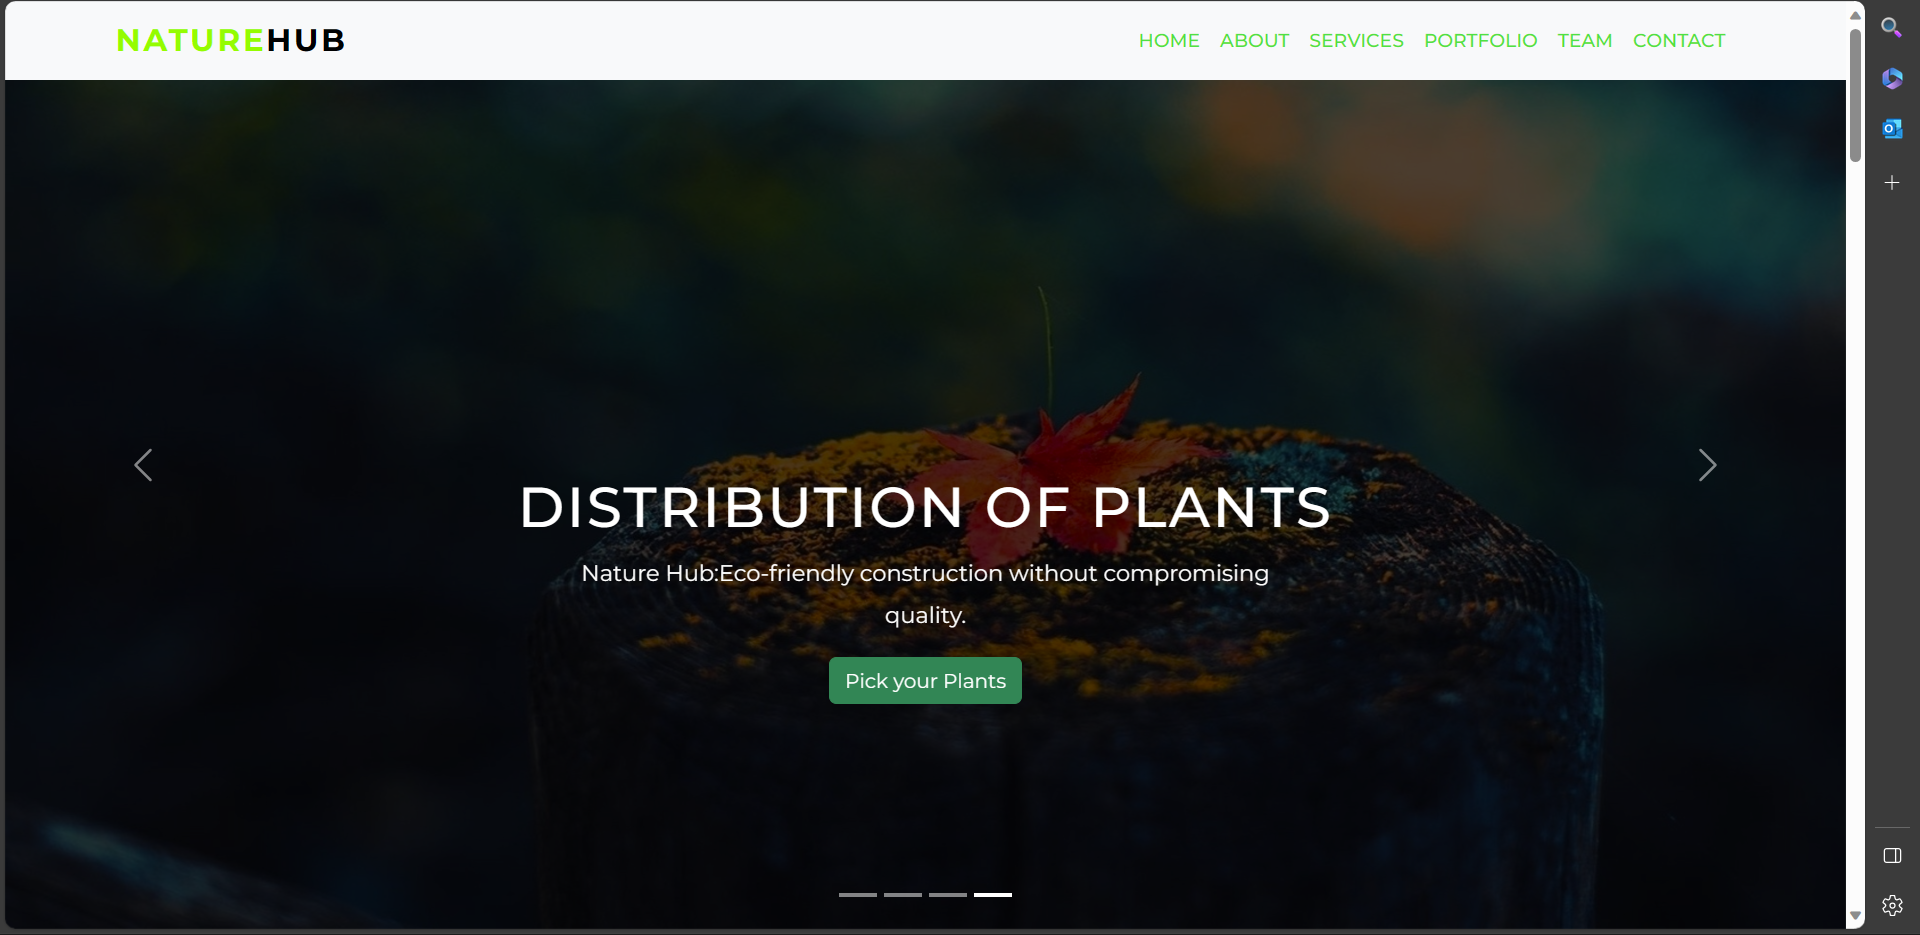 NATUREHUB
HOME ABOUT SERVICES PORTFOLIO TEAM CONTACT
DISTRIBUTION OF PLANTS
Nature Hub:Eco-friendly construction without compromising
quality.
Pick your Plants